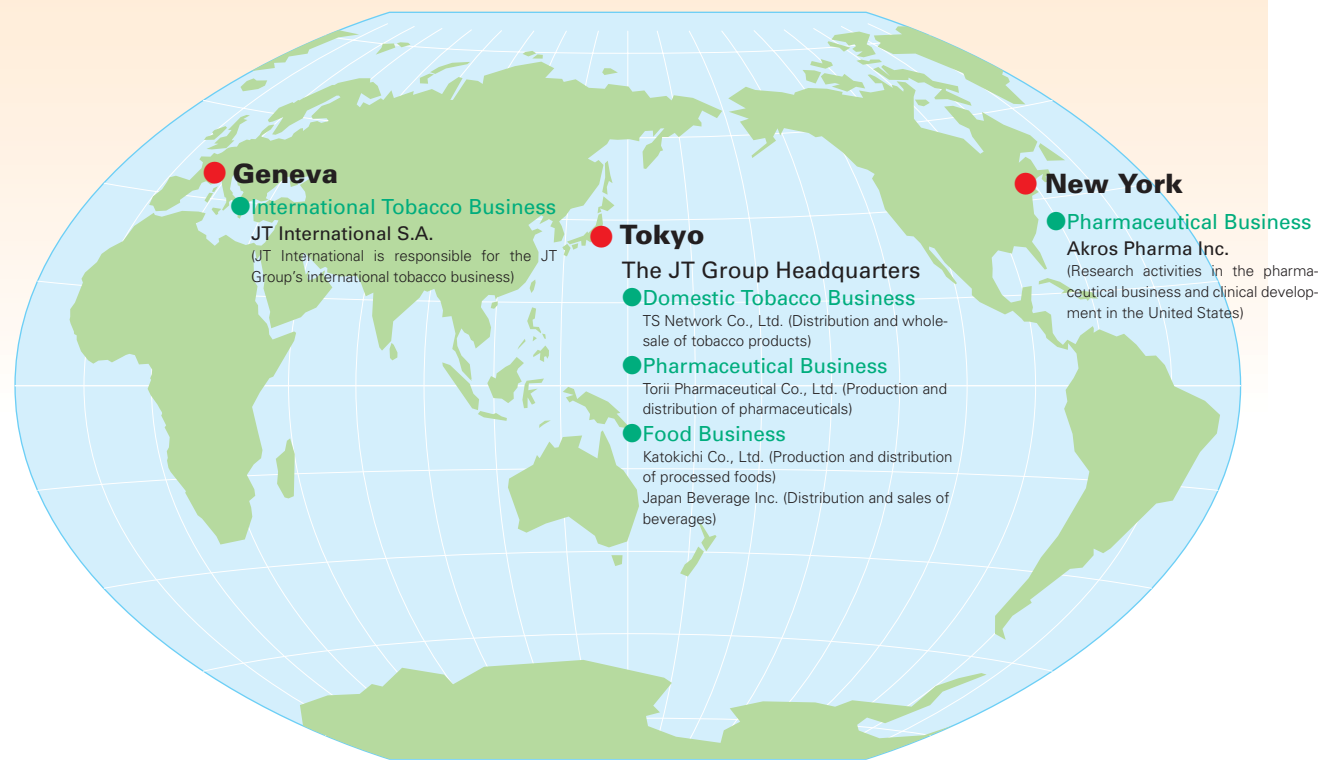 Geneva
International Tobacco Business
JT International S.A.
(JT International is responsible for the JT
Group's international tobacco business)
Tokyo
The JT Group Headquarters
Domestic Tobacco Business
TS Network Co., Ltd. (Distribution and whole-
sale of tobacco products)
Pharmaceutical Business
Torii Pharmaceutical Co., Ltd. (Production and
distribution of pharmaceuticals)
Food Business
Katokichi Co., Ltd. (Production and distribution
of processed foods)
Japan Beverage Inc. (Distribution and sales of
beverages)
New York
Pharmaceutical Business
Akros Pharma Inc.
(Research activities in the pharma-
ceutical business and clinical develop-
ment in the United States)